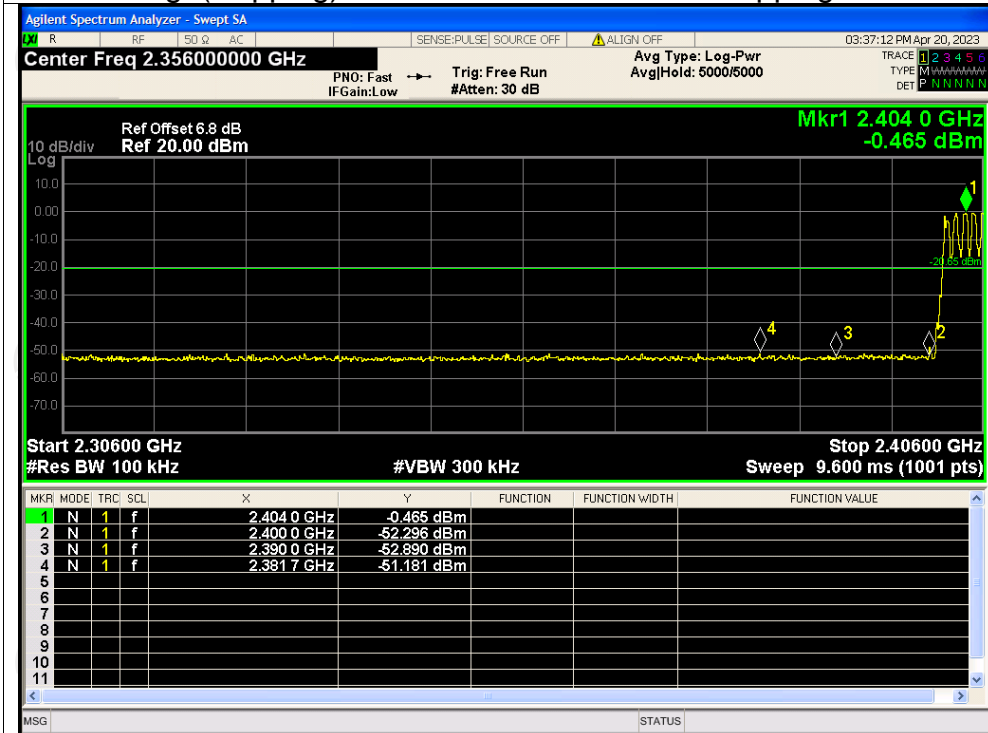 Agilent Spectrum Analyzer - Swept SA
LXI R RF 50 Ω AC SENSE:PULSE SOURCE OFF ALIGN OFF 03:37:12 PM Apr 20, 2023
Center Freq 2.356000000 GHz
PNO: Fast
IFGain:Low
Trig: Free Run
#Atten: 30 dB
Avg Type: Log-Pwr
Avg|Hold: 5000/5000
TRACE 1 2 3 4 5 6
TYPE M
DET P N N N N N
Mkr1 2.404 0 GHz
-0.465 dBm
Ref Offset 6.8 dB
10 dB/div Ref 20.00 dBm
Log
10.0
0.00
-10.0
-20.0
-30.0
-40.0
-50.0
-60.0
-70.0
1
4
3
2
Start 2.30600 GHz Stop 2.40600 GHz
#Res BW 100 kHz #VBW 300 kHz Sweep 9.600 ms (1001 pts)
MKR MODE TRC SCL X Y FUNCTION FUNCTION WIDTH FUNCTION VALUE
1 N 1 f 2.404 0 GHz -0.465 dBm
2 N 1 f 2.400 0 GHz -52.296 dBm
3 N 1 f 2.390 0 GHz -52.890 dBm
4 N 1 f 2.381 7 GHz -51.181 dBm
5
6
7
8
9
10
11
MSG STATUS